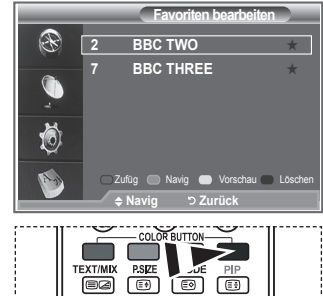 Favoriten bearbeiten
2 BBC TWO ★
7 BBC THREE ★
Zufüg Navig Vorschau Löschen
Navig Zurück
COLOR BUTTON
TEXT/MIX P.SIZE PIP